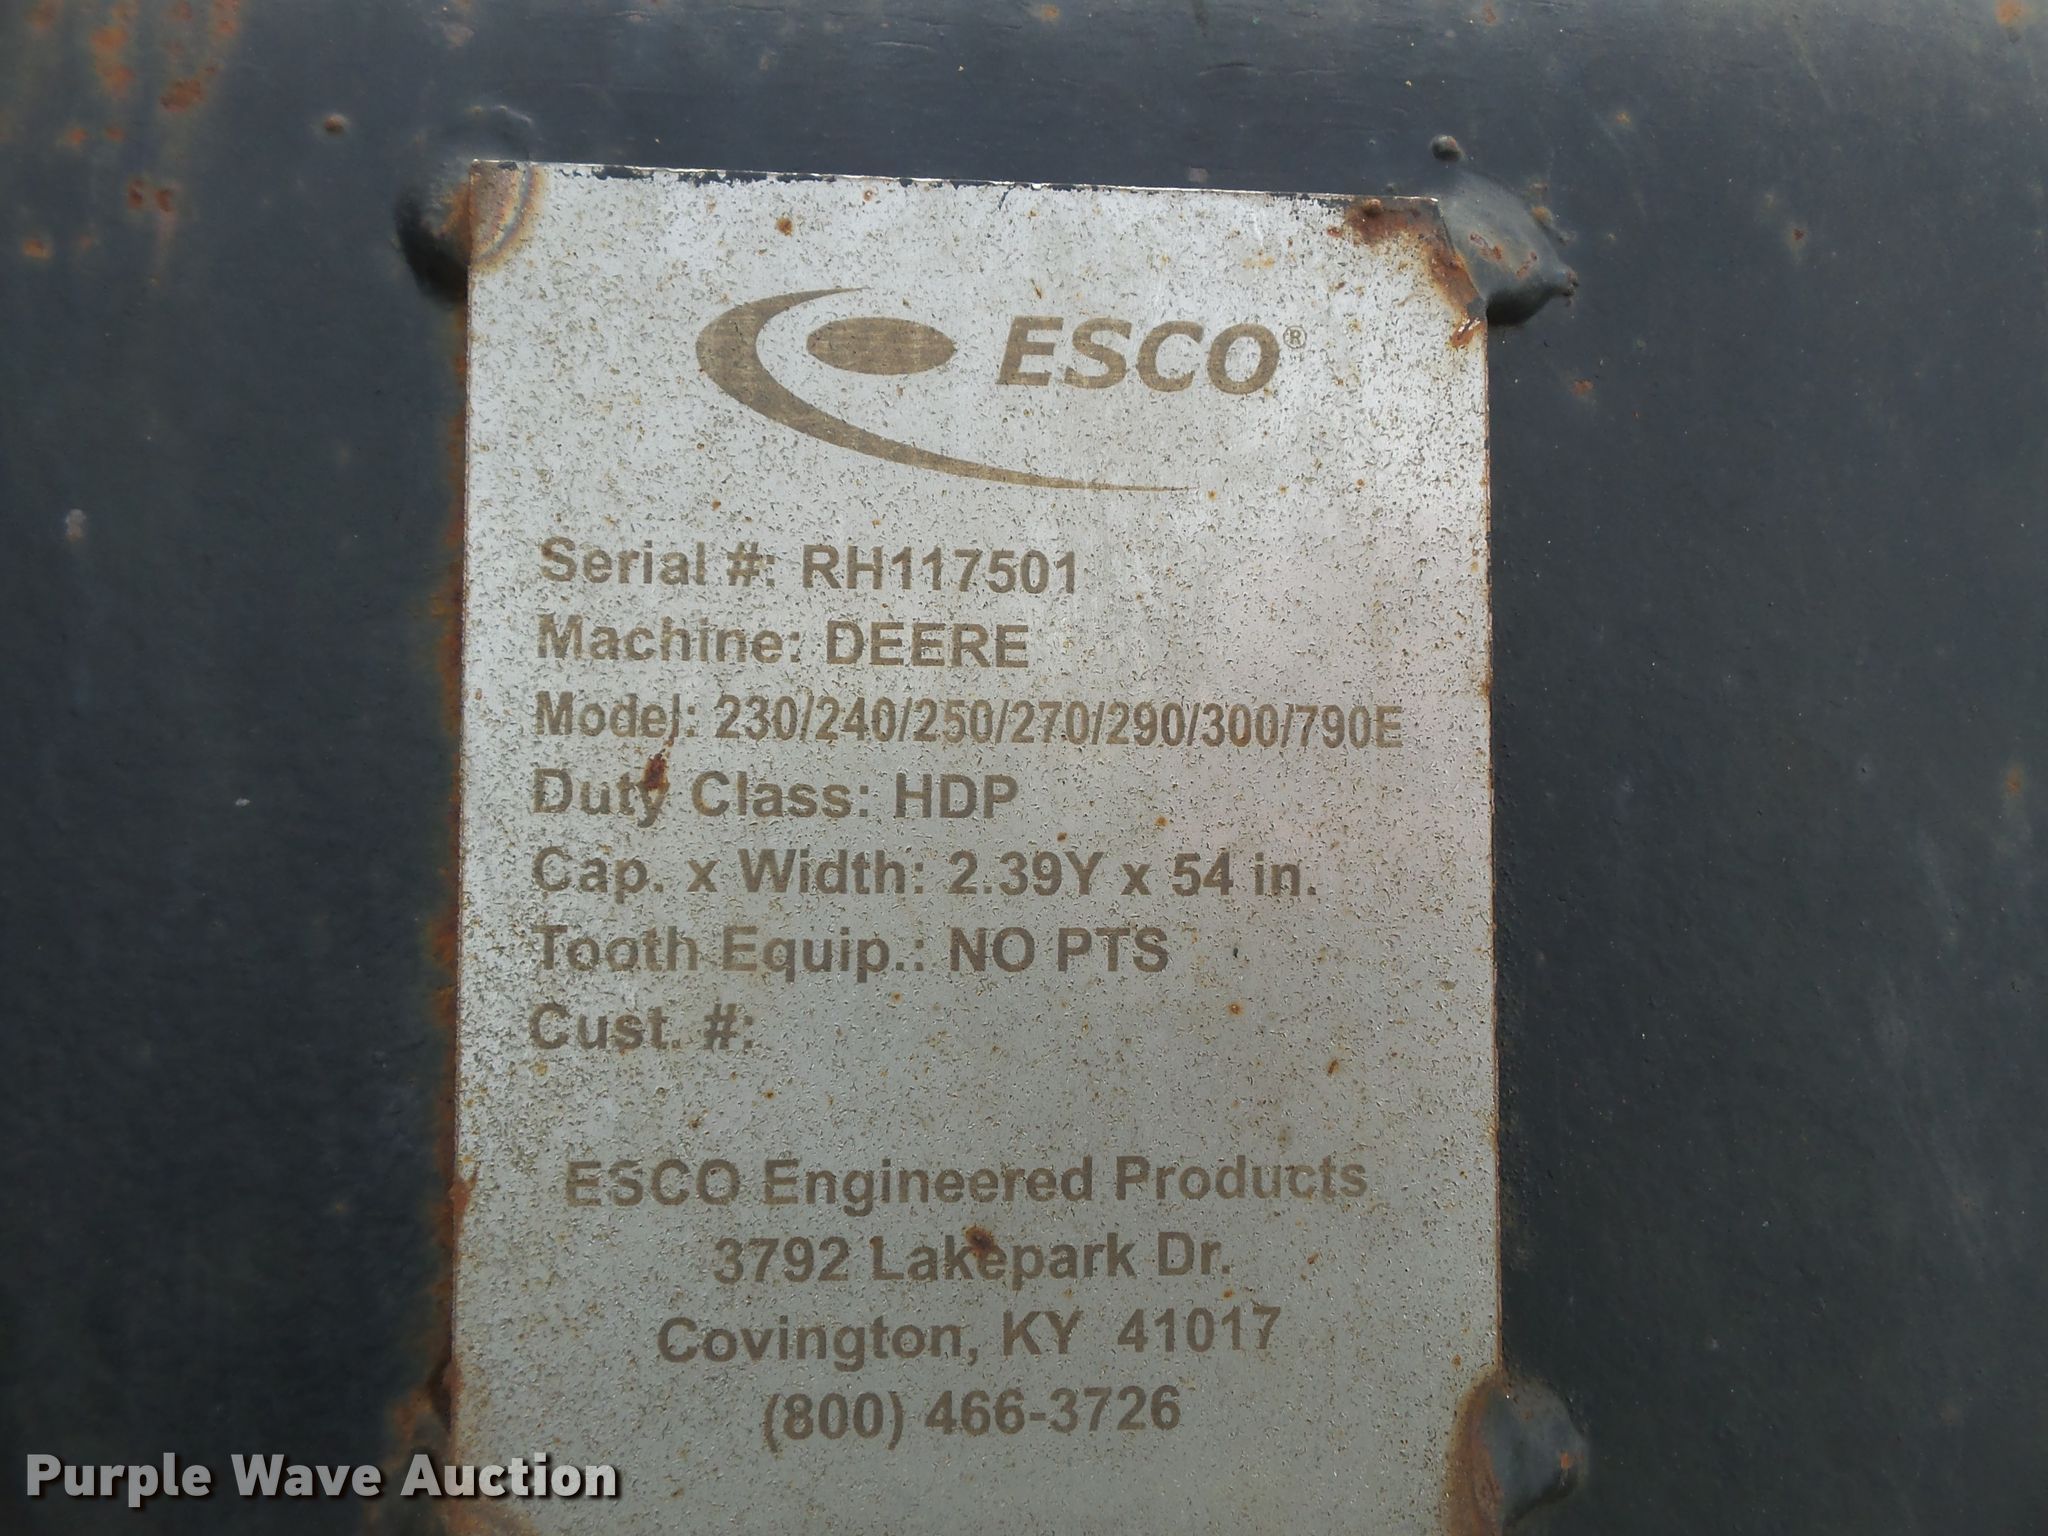 ESCO®
Serial #: RH117501
Machine: DEERE
Model: 230/240/250/270/290/300/790E
Duty Class: HDP
Cap. x Width: 2.39Y x 54 in.
Tooth Equip.: NO PTS
Cust. #:
ESCO Engineered Products
3792 Lakepark Dr.
Covington, KY 41017
(800) 466-3726
Purple Wave Auction